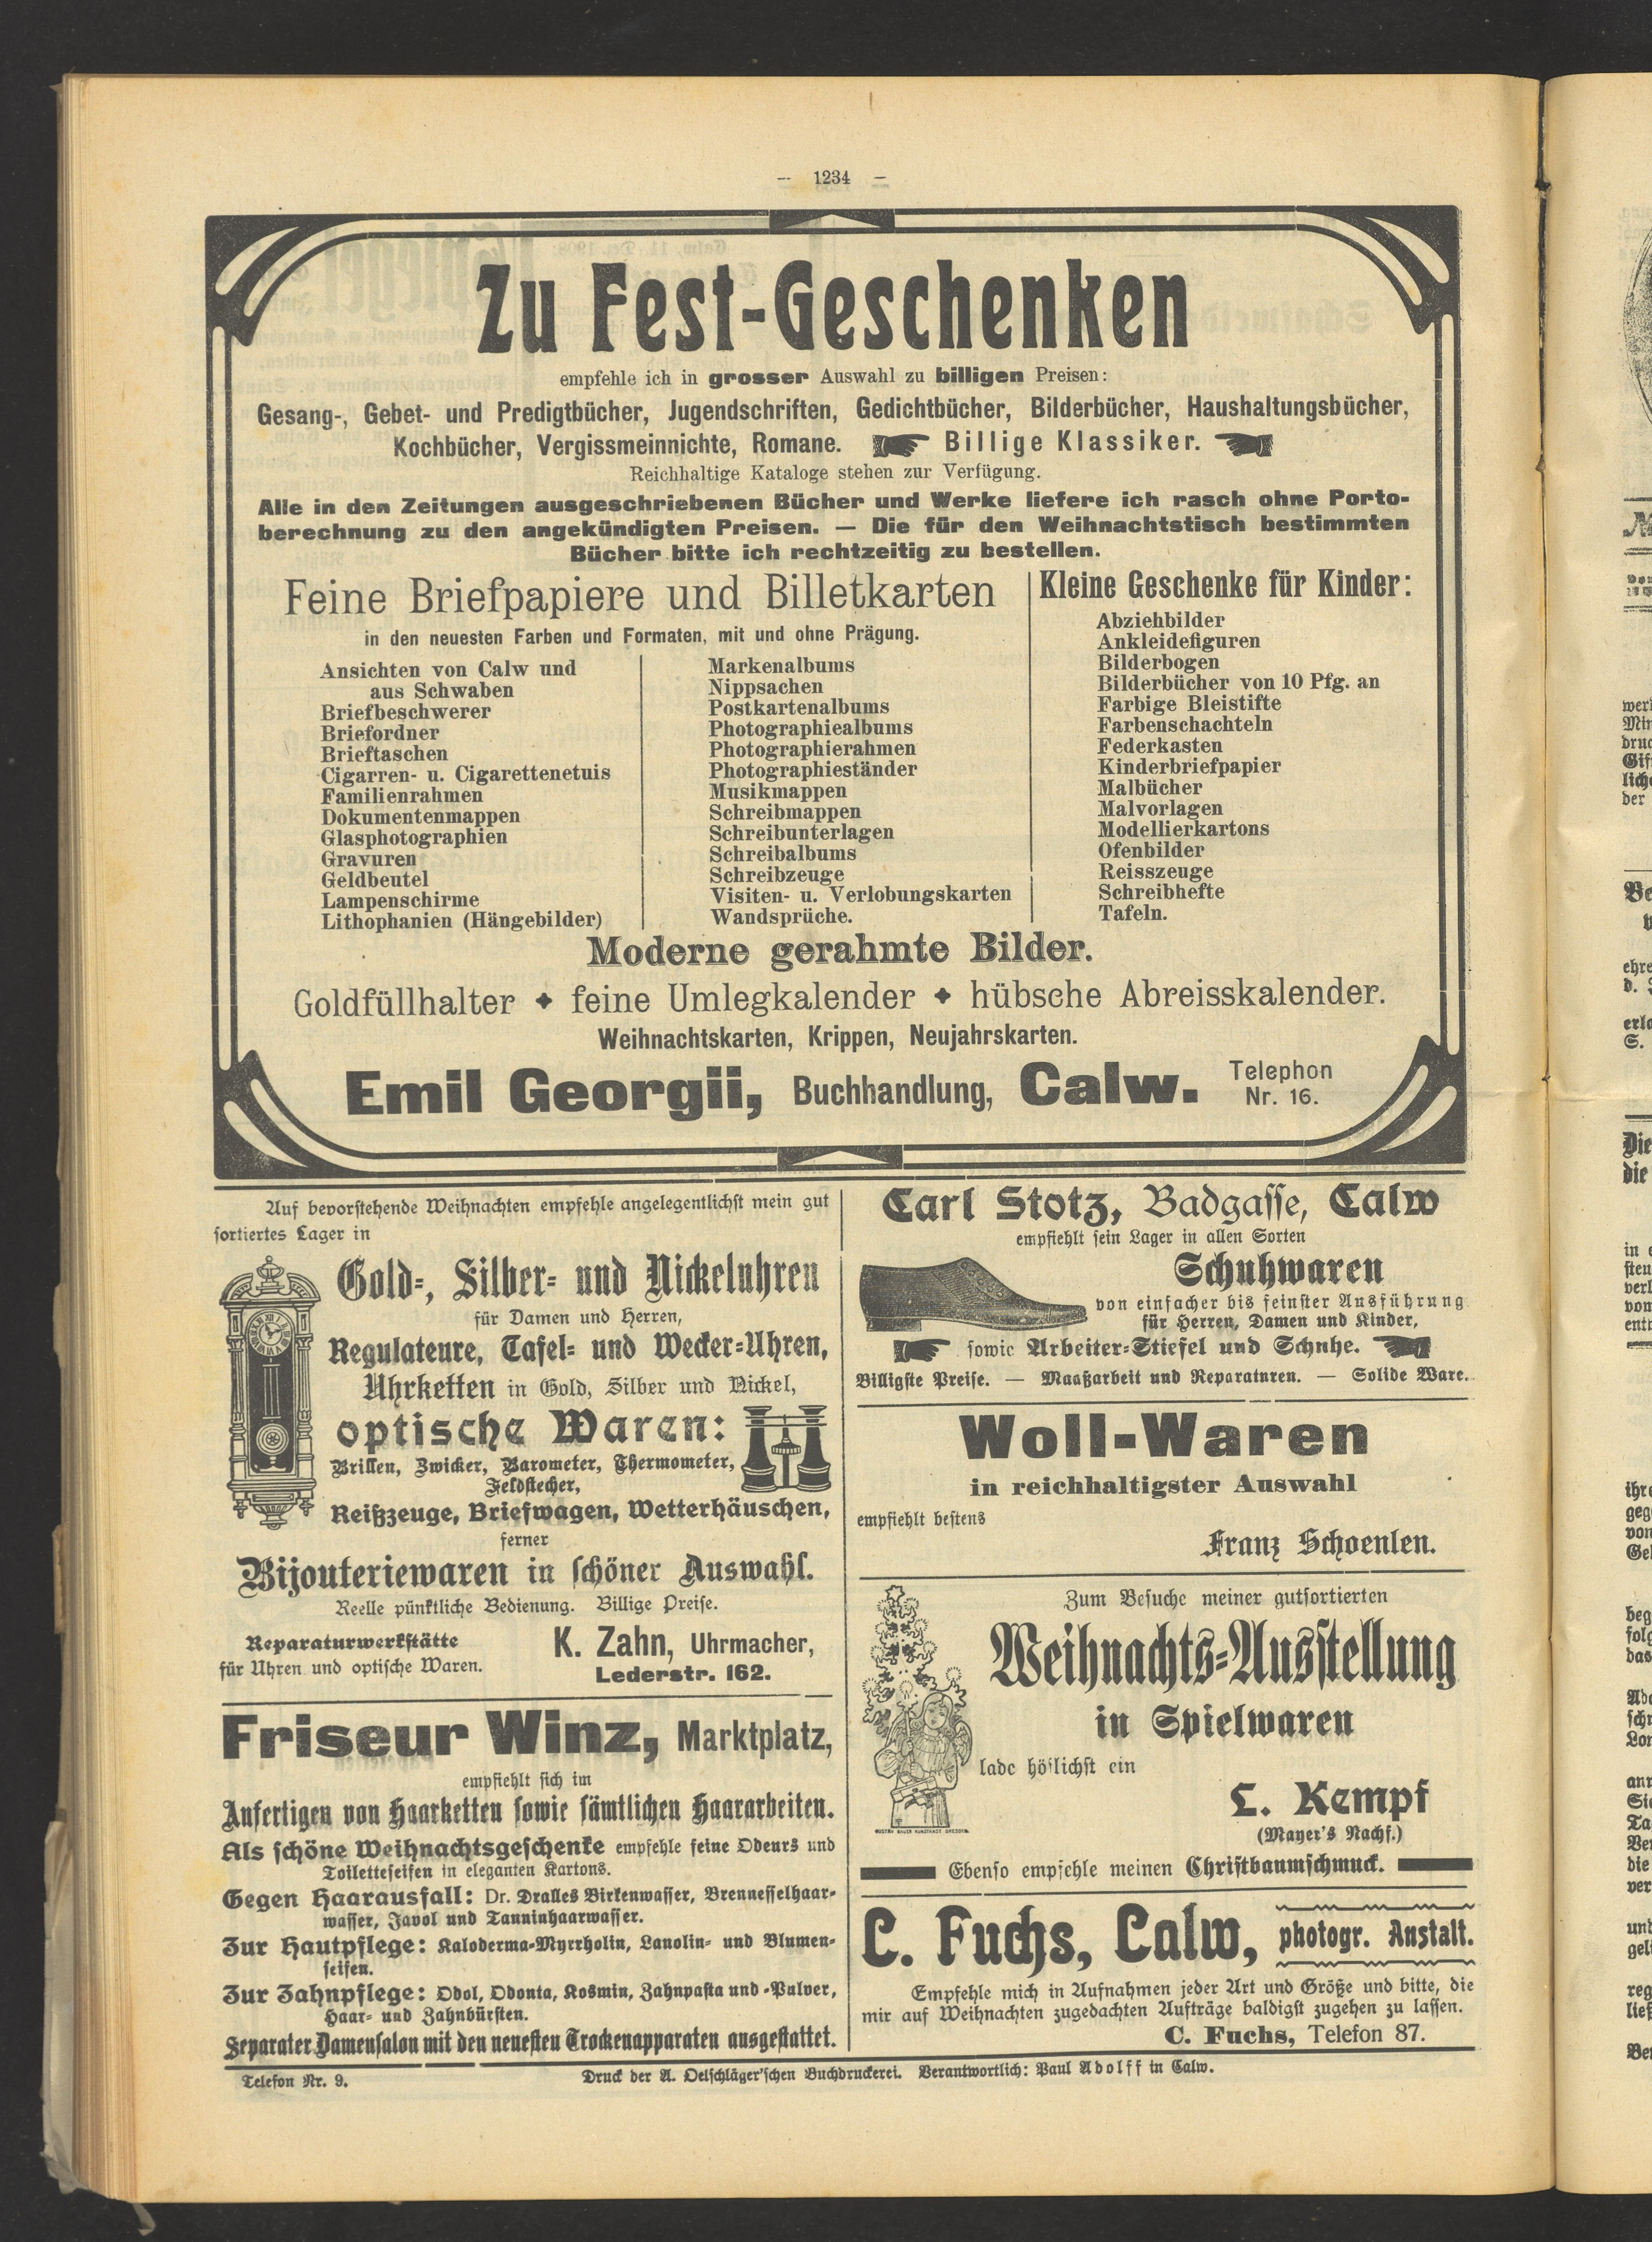 — 1234 —
Zu Fest-Geschenken
empfehle ich in grosser Auswahl zu billigen Preisen:
Gesang-, Gebet- und Predigtbücher, Jugendschriften, Gedichtbücher, Bilderbücher, Haushaltungsbücher,
Kochbücher, Vergissmeinnichte, Romane. Billige Klassiker.
Reichhaltige Kataloge stehen zur Verfügung.
Alle in den Zeitungen ausgeschriebenen Bücher und Werke liefere ich rasch ohne Porto-
berechnung zu den angekündigten Preisen. — Die für den Weihnachtstisch bestimmten
Bücher bitte ich rechtzeitig zu bestellen.
Feine Briefpapiere und Billetkarten
in den neuesten Farben und Formaten, mit und ohne Prägung.
Ansichten von Calw und
aus Schwaben
Briefbeschwerer
Briefordner
Brieftaschen
Cigarren- u. Cigarettenetuis
Familienrahmen
Dokumentenmappen
Glasphotographien
Gravuren
Geldbeutel
Lampenschirme
Lithophanien (Hängebilder)
Markenalbums
Nippsachen
Postkartenalbums
Photographiealbums
Photographierahmen
Photographieständer
Musikmappen
Schreibmappen
Schreibunterlagen
Schreibalbums
Schreibzeuge
Visiten- u. Verlobungskarten
Wandsprüche.
Kleine Geschenke für Kinder:
Abziehbilder
Ankleidefiguren
Bilderbogen
Bilderbücher von 10 Pfg. an
Farbige Bleistifte
Farbenschachteln
Federkasten
Kinderbriefpapier
Malbücher
Malvorlagen
Modellierkartons
Ofenbilder
Reisszeuge
Schreibhefte
Tafeln.
Moderne gerahmte Bilder.
Goldfüllhalter ✦ feine Umlegkalender ✦ hübsche Abreisskalender.
Weihnachtskarten, Krippen, Neujahrskarten.
Emil Georgii, Buchhandlung, Calw. Telephon
Nr. 16.
Auf bevorstehende Weihnachten empfehle angelegentlichst mein gut
sortiertes Lager in
Gold-, Silber- und Nickeluhren
für Damen und Herren,
Regulateure, Tafel- und Wecker-Uhren,
Uhrketten in Gold, Silber und Nickel,
optische Waren:
Brillen, Zwicker, Barometer, Thermometer,
Feldstecher,
Reißzeuge, Briefwagen, Wetterhäuschen,
ferner
Bijouteriewaren in schöner Auswahl.
Reelle pünktliche Bedienung. Billige Preise.
Reparaturwerkstätte
für Uhren und optische Waren.
K. Zahn, Uhrmacher,
Lederstr. 162.
Friseur Winz, Marktplatz,
empfiehlt sich im
Anfertigen von Haarketten sowie sämtlichen Haararbeiten.
Als schöne Weihnachtsgeschenke empfehle feine Odeurs und
Toiletteseifen in eleganten Kartons.
Gegen Haarausfall: Dr. Dralles Birkenwasser, Brennesselhaar-
wasser, Javol und Tanninhaarwasser.
Zur Hautpflege: Kaloderma-Myrrholin, Lanolin- und Blumen-
seifen.
Zur Zahnpflege: Odol, Odonta, Kosmin, Zahnpasta und -Pulver,
Haar- und Zahnbürsten.
Separater Damensalon mit den neuesten Trockenapparaten ausgestattet.
Telefon Nr. 9.
Carl Stotz, Badgasse, Calw
empfiehlt sein Lager in allen Sorten
Schuhwaren
von einfacher bis feinster Ausführung
für Herren, Damen und Kinder,
sowie Arbeiter-Stiefel und Schuhe.
Billigste Preise. — Maaßarbeit und Reparaturen. — Solide Ware.
Woll-Waren
in reichhaltigster Auswahl
empfiehlt bestens
Franz Schoenlen.
Zum Besuche meiner gutsortierten
Weihnachts-Ausstellung
in Spielwaren
lade höflichst ein
L. Kempf
(Mayer's Nachf.)
Ebenso empfehle meinen Christbaumschmuck.
C. Fuchs, Calw, photogr. Anstalt.
Empfehle mich in Aufnahmen jeder Art und Größe und bitte, die
mir auf Weihnachten zugedachten Aufträge baldigst zugehen zu lassen.
C. Fuchs, Telefon 87.
Druck der A. Oelschläger'schen Buchdruckerei. Verantwortlich: Paul Adolff in Calw.